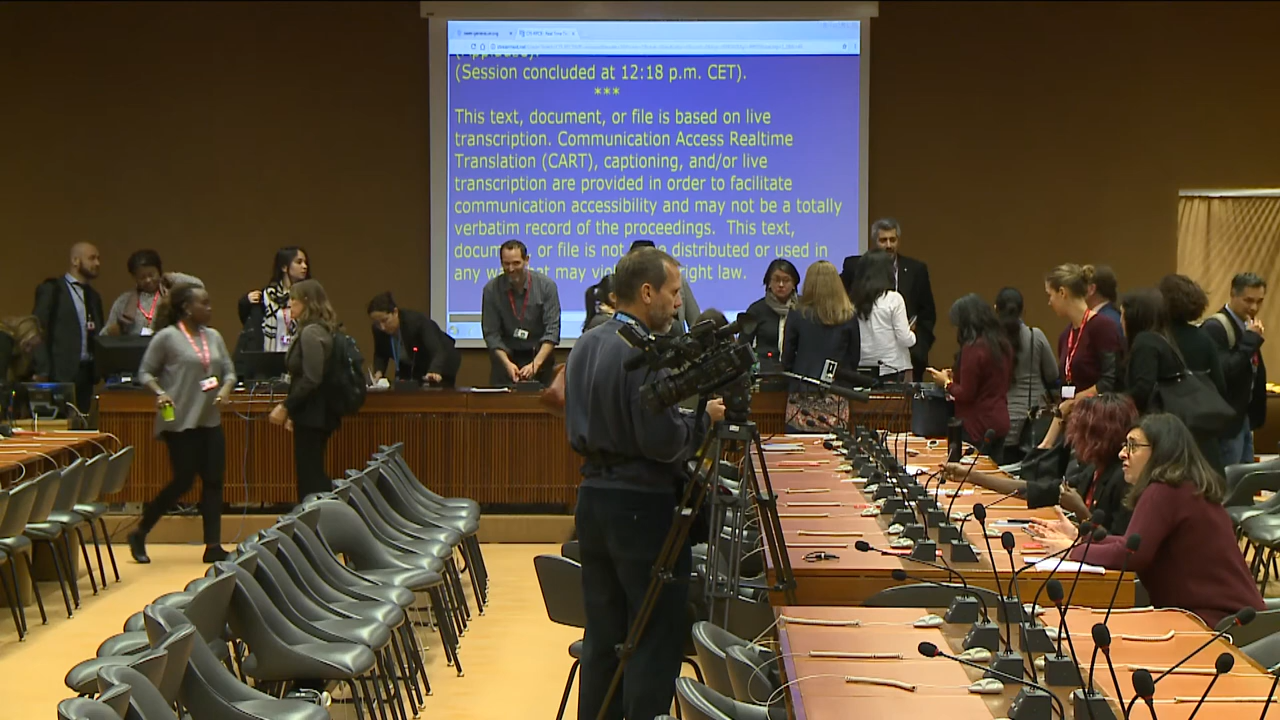 (Session concluded at 12:18 p.m. CET).
***
This text, document, or file is based on live
transcription. Communication Access Realtime
Translation (CART), captioning, and/or live
transcription are provided in order to facilitate
communication accessibility and may not be a totally
verbatim record of the proceedings. This text,
or file is not distributed or used in
any law.